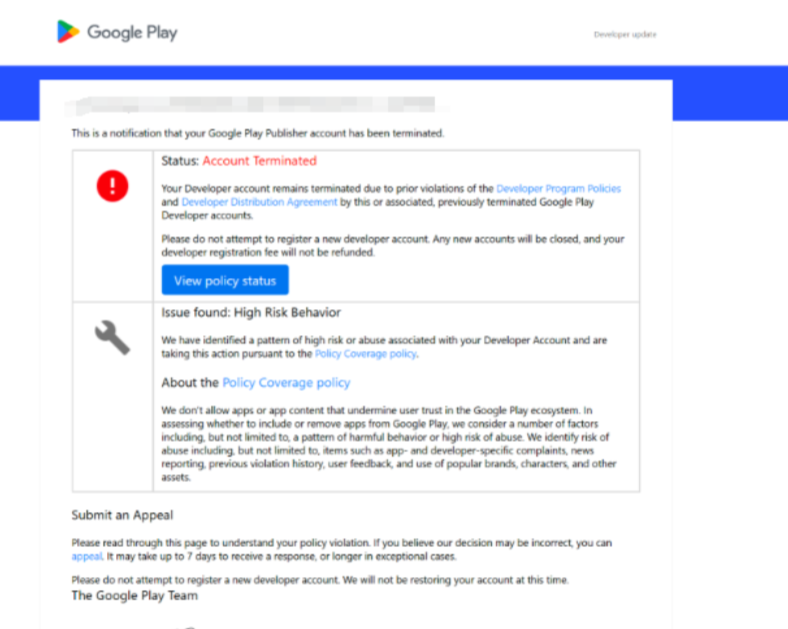 Google Play
Developer update
This is a notification that your Google Play Publisher account has been terminated.
Status: Account Terminated
Your Developer account remains terminated due to prior violations of the Developer Program Policies
and Developer Distribution Agreement by this or associated, previously terminated Google Play
Developer accounts.
Please do not attempt to register a new developer account. Any new accounts will be closed, and your
developer registration fee will not be refunded.
View policy status
Issue found: High Risk Behavior
We have identified a pattern of high risk or abuse associated with your Developer Account and are
taking this action pursuant to the Policy Coverage policy.
About the Policy Coverage policy
We don't allow apps or app content that undermine user trust in the Google Play ecosystem. In
assessing whether to include or remove apps from Google Play, we consider a number of factors
including, but not limited to, a pattern of harmful behavior or high risk of abuse. We identify risk of
abuse including, but not limited to, items such as app- and developer-specific complaints, news
reporting, previous violation history, user feedback, and use of popular brands, characters, and other
assets.
Submit an Appeal
Please read through this page to understand your policy violation. If you believe our decision may be incorrect, you can
appeal. It may take up to 7 days to receive a response, or longer in exceptional cases.
Please do not attempt to register a new developer account. We will not be restoring your account at this time.
The Google Play Team